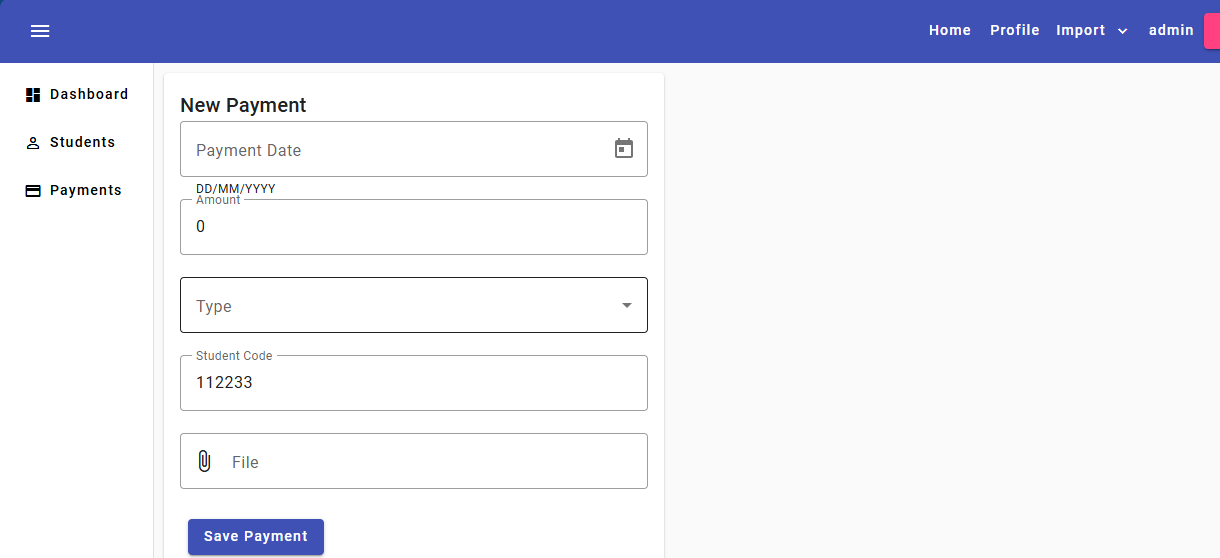 Home Profile Import admin
Dashboard
Students
Payments
New Payment
Payment Date
DD/MM/YYYY
Amount
0
Type
Student Code
112233
File
Save Payment